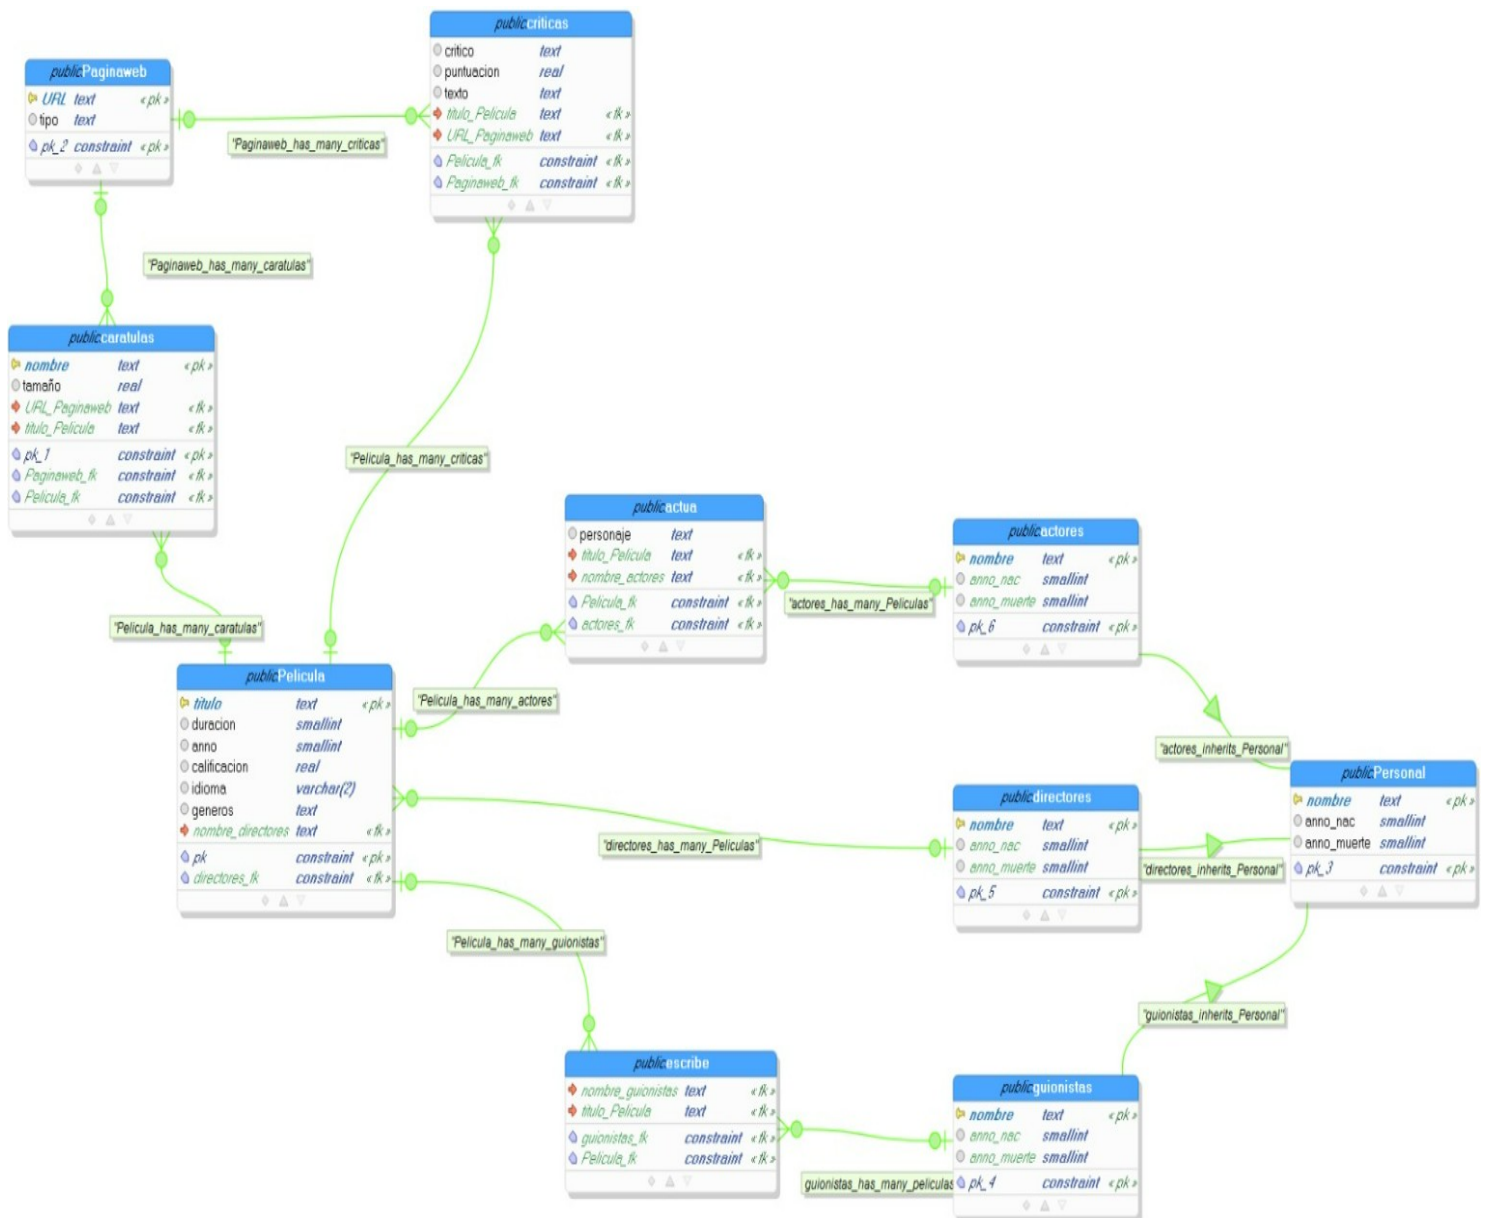 public.criticas
critico text
puntuacion real
texto text
titulo_Pelicula text « fk »
URL_Paginaweb text « fk »
Pelicula_fk constraint « fk »
Paginaweb_fk constraint « fk »
public.Paginaweb
URL text « pk »
tipo text
pk_2 constraint « pk »
"Paginaweb_has_many_criticas"
"Paginaweb_has_many_caratulas"
public.caratulas
nombre text « pk »
tamaño real
URL_Paginaweb text « fk »
titulo_Pelicula text « fk »
pk_1 constraint « pk »
Paginaweb_fk constraint « fk »
Pelicula_fk constraint « fk »
"Pelicula_has_many_criticas"
"Pelicula_has_many_caratulas"
public.actua
personaje text
titulo_Pelicula text « fk »
nombre_actores text « fk »
Pelicula_fk constraint « fk »
actores_fk constraint « fk »
"actores_has_many_Peliculas"
public.actores
nombre text « pk »
anno_nac smallint
anno_muerte smallint
pk_6 constraint « pk »
public.Pelicula
titulo text « pk »
duracion smallint
anno smallint
calificacion real
idioma varchar(2)
generos text
nombre_directores text « fk »
pk constraint « pk »
directores_fk constraint « fk »
"Pelicula_has_many_actores"
"actores_inherits_Personal"
public.Personal
nombre text « pk »
anno_nac smallint
anno_muerte smallint
pk_3 constraint « pk »
public.directores
nombre text « pk »
anno_nac smallint
anno_muerte smallint
pk_5 constraint « pk »
"directores_has_many_Peliculas"
"directores_inherits_Personal"
"Pelicula_has_many_guionistas"
"guionistas_inherits_Personal"
public.escribe
nombre_guionistas text « fk »
titulo_Pelicula text « fk »
guionistas_fk constraint « fk »
Pelicula_fk constraint « fk »
guionistas_has_many_peliculas
public.guionistas
nombre text « pk »
anno_nac smallint
anno_muerte smallint
pk_4 constraint « pk »